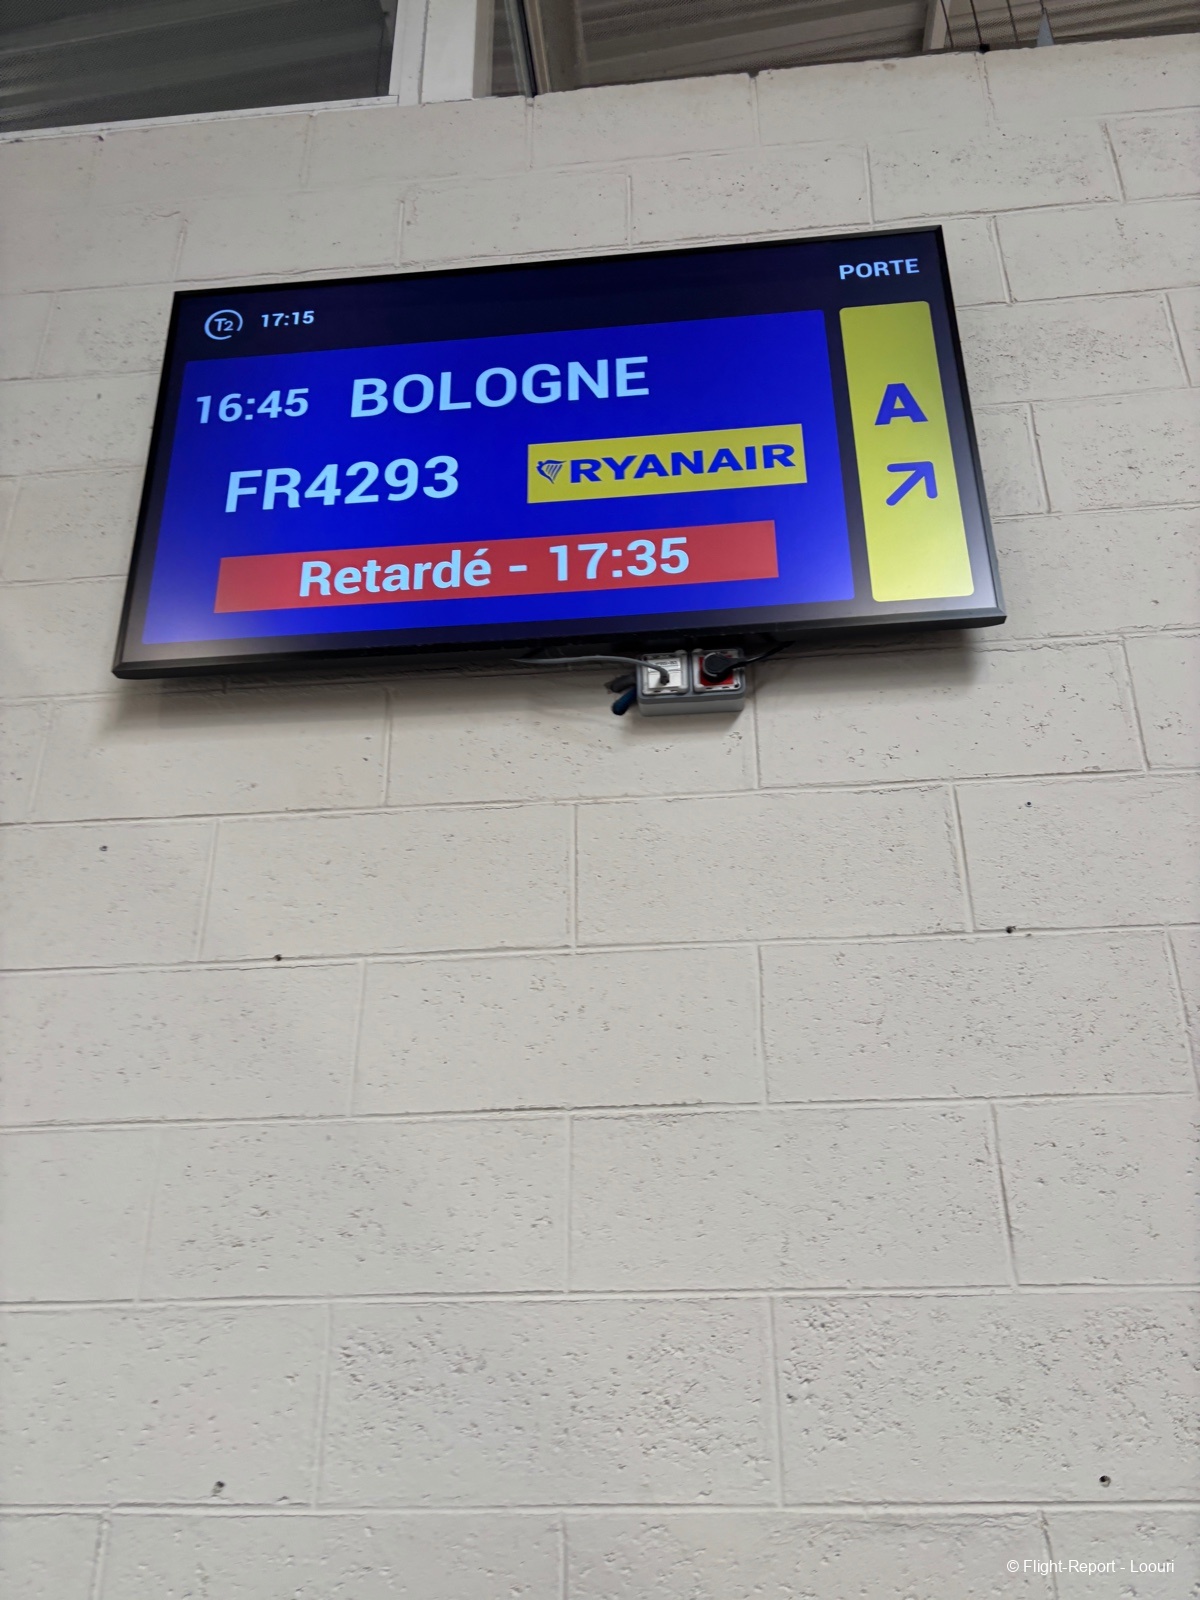 T2 17:15
PORTE
16:45 BOLOGNE
A
FR4293 RYANAIR
Retardé - 17:35
© Flight-Report - Loouri